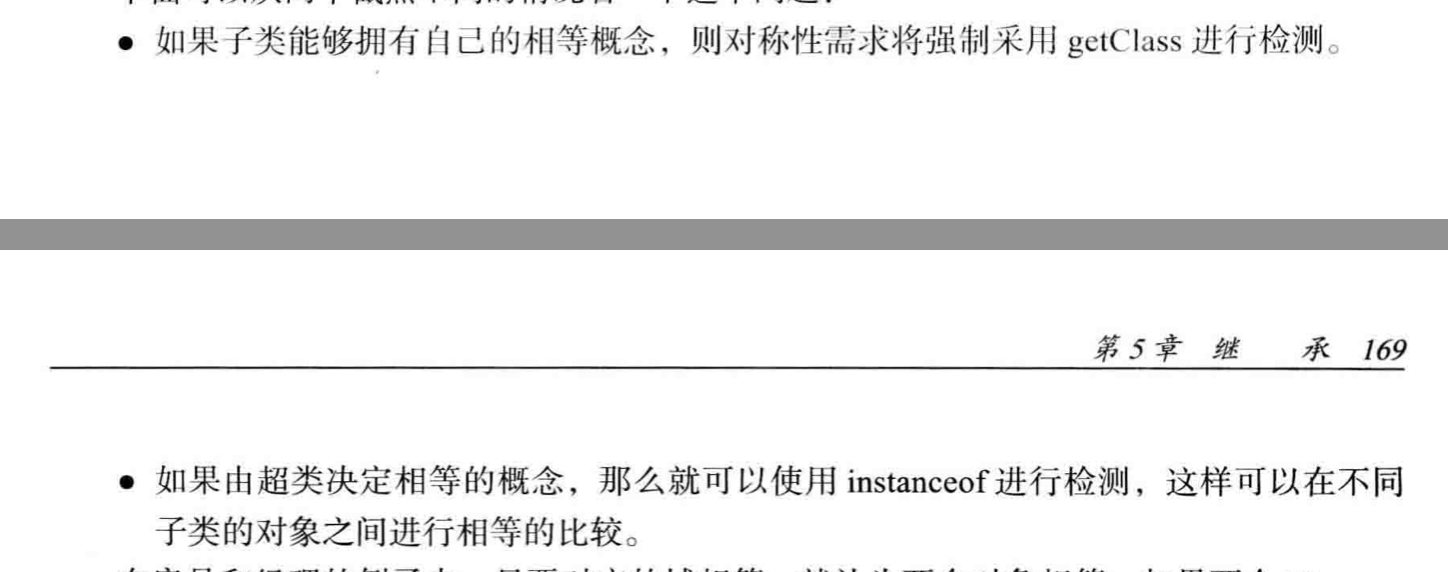 ● 如果子类能够拥有自己的相等概念，则对称性需求将强制采用 getClass 进行检测。
第 5 章 继 承 169
● 如果由超类决定相等的概念，那么就可以使用 instanceof 进行检测，这样可以在不同
子类的对象之间进行相等的比较。